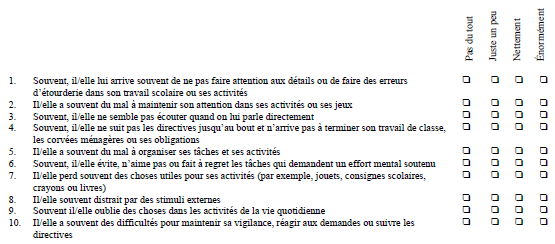 Pas du tout
Juste un peu
Nettement
Énormément
1. Souvent, il/elle lui arrive souvent de ne pas faire attention aux détails ou de faire des erreurs
d'étourderie dans son travail scolaire ou ses activités
2. Il/elle a souvent du mal à maintenir son attention dans ses activités ou ses jeux
3. Souvent, il/elle ne semble pas écouter quand on lui parle directement
4. Souvent, il/elle ne suit pas les directives jusqu'au bout et n'arrive pas à terminer son travail de classe,
les corvées ménagères ou ses obligations
5. Il/elle a souvent du mal à organiser ses tâches et ses activités
6. Souvent, il/elle évite, n'aime pas ou fait à regret les tâches qui demandent un effort mental soutenu
7. Il/elle perd souvent des choses utiles pour ses activités (par exemple, jouets, consignes scolaires,
crayons ou livres)
8. Il/elle souvent distrait par des stimuli externes
9. Souvent il/elle oublie des choses dans les activités de la vie quotidienne
10. Il/elle a souvent des difficultés pour maintenir sa vigilance, réagir aux demandes ou suivre les
directives